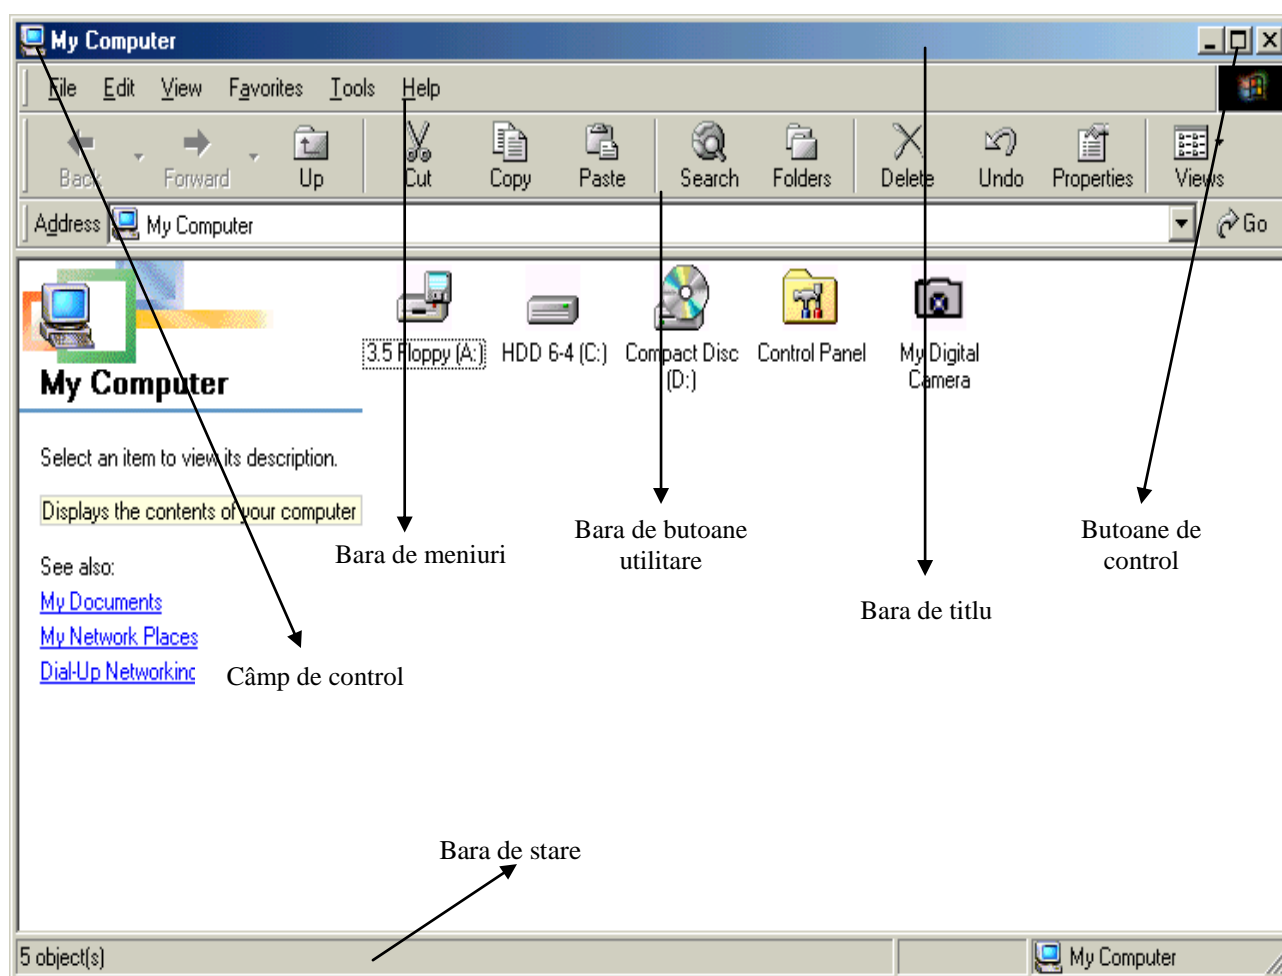 My Computer
File Edit View Favorites Tools Help
Back Forward Up Cut Copy Paste Search Folders Delete Undo Properties Views
Address My Computer Go
3.5 Floppy (A:) HDD 6-4 (C:) Compact Disc (D:) Control Panel My Digital Camera
My Computer
Select an item to view its description.
Displays the contents of your computer
Bara de meniuri
Bara de butoane
utilitare
Butoane de
control
See also:
My Documents
Bara de titlu
My Network Places
Dial-Up Networking
Câmp de control
Bara de stare
5 object(s) My Computer